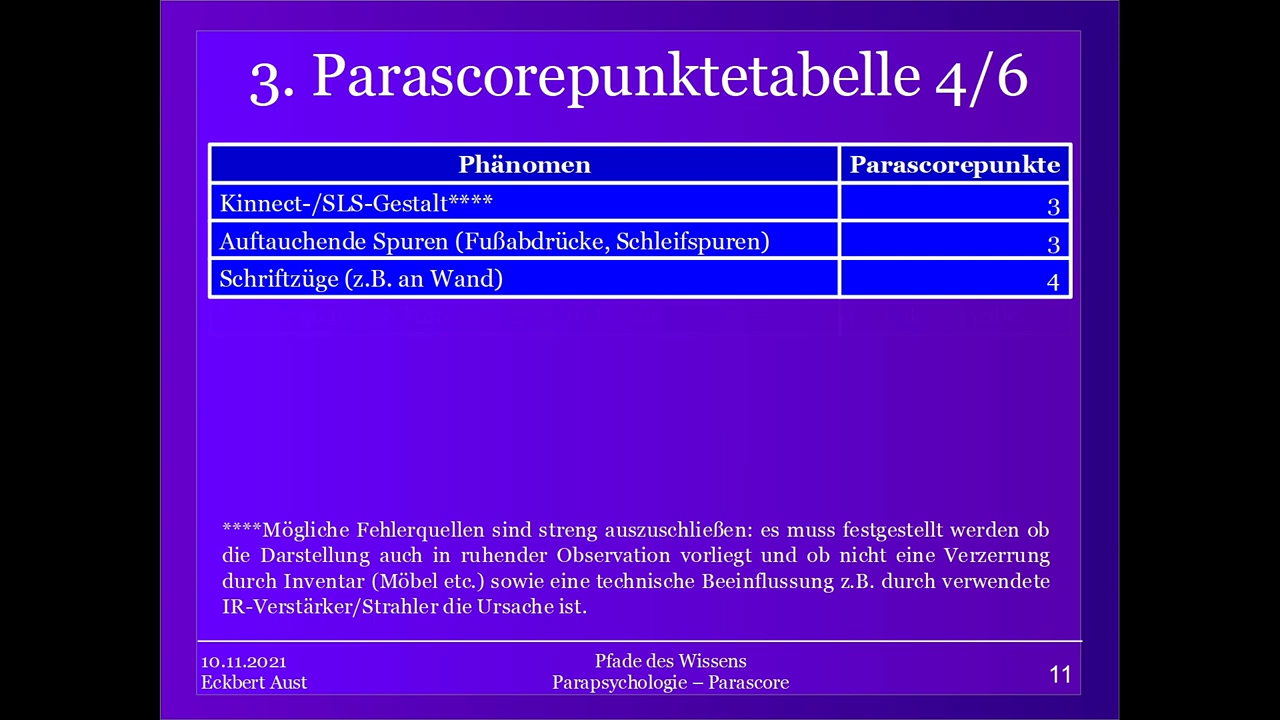 3. Parascorepunktetabelle 4/6
Phänomen Parascorepunkte
Kinnect-/SLS-Gestalt**** 3
Auftauchende Spuren (Fußabdrücke, Schleifspuren) 3
Schriftzüge (z.B. an Wand) 4
****Mögliche Fehlerquellen sind streng auszuschließen: es muss festgestellt werden ob
die Darstellung auch in ruhender Observation vorliegt und ob nicht eine Verzerrung
durch Inventar (Möbel etc.) sowie eine technische Beeinflussung z.B. durch verwendete
IR-Verstärker/Strahler die Ursache ist.
10.11.2021
Eckbert Aust
Pfade des Wissens
Parapsychologie – Parascore
11